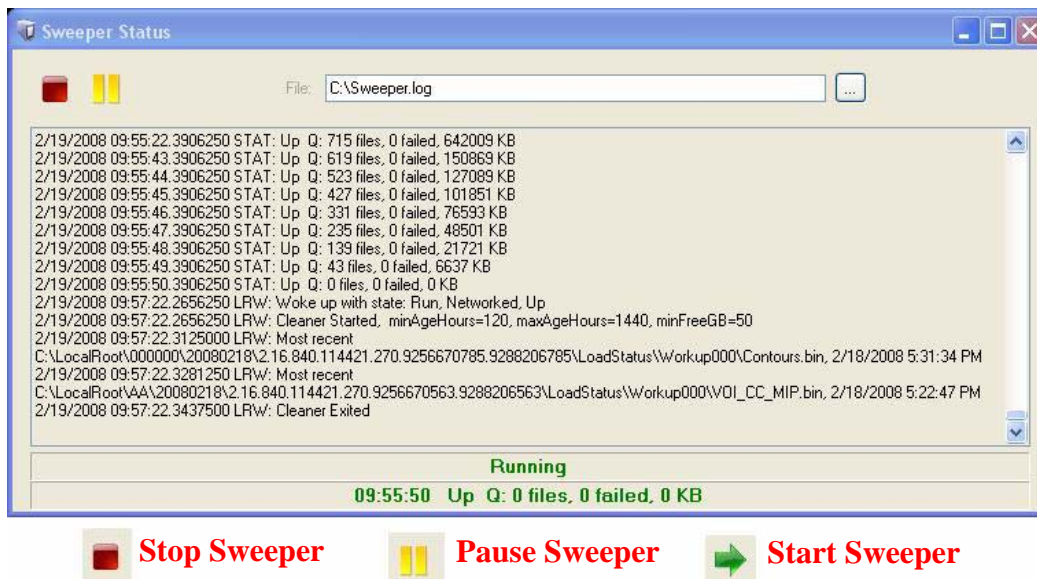 Sweeper Status
File: C:\Sweeper.log ...
2/19/2008 09:55:22.3906250 STAT: Up Q: 715 files, 0 failed, 642009 KB
2/19/2008 09:55:43.3906250 STAT: Up Q: 619 files, 0 failed, 150869 KB
2/19/2008 09:55:44.3906250 STAT: Up Q: 523 files, 0 failed, 127089 KB
2/19/2008 09:55:45.3906250 STAT: Up Q: 427 files, 0 failed, 101851 KB
2/19/2008 09:55:46.3906250 STAT: Up Q: 331 files, 0 failed, 76593 KB
2/19/2008 09:55:47.3906250 STAT: Up Q: 235 files, 0 failed, 48501 KB
2/19/2008 09:55:48.3906250 STAT: Up Q: 139 files, 0 failed, 21721 KB
2/19/2008 09:55:49.3906250 STAT: Up Q: 43 files, 0 failed, 6637 KB
2/19/2008 09:55:50.3906250 STAT: Up Q: 0 files, 0 failed, 0 KB
2/19/2008 09:57:22.2656250 LRW: Woke up with state: Run, Networked, Up
2/19/2008 09:57:22.2656250 LRW: Cleaner Started, minAgeHours=120, maxAgeHours=1440, minFreeGB=50
2/19/2008 09:57:22.3125000 LRW: Most recent
C:\LocalRoot\000000\20080218\2.16.840.114421.270.9256670785.9288206785\LoadStatus\Workup000\Contours.bin, 2/18/2008 5:31:34 PM
2/19/2008 09:57:22.3281250 LRW: Most recent
C:\LocalRoot\AA\20080218\2.16.840.114421.270.9256670563.9288206563\LoadStatus\Workup000\VOI_CC_MIP.bin, 2/18/2008 5:22:47 PM
2/19/2008 09:57:22.3437500 LRW: Cleaner Exited
Running
09:55:50 Up Q: 0 files, 0 failed, 0 KB
Stop Sweeper Pause Sweeper Start Sweeper